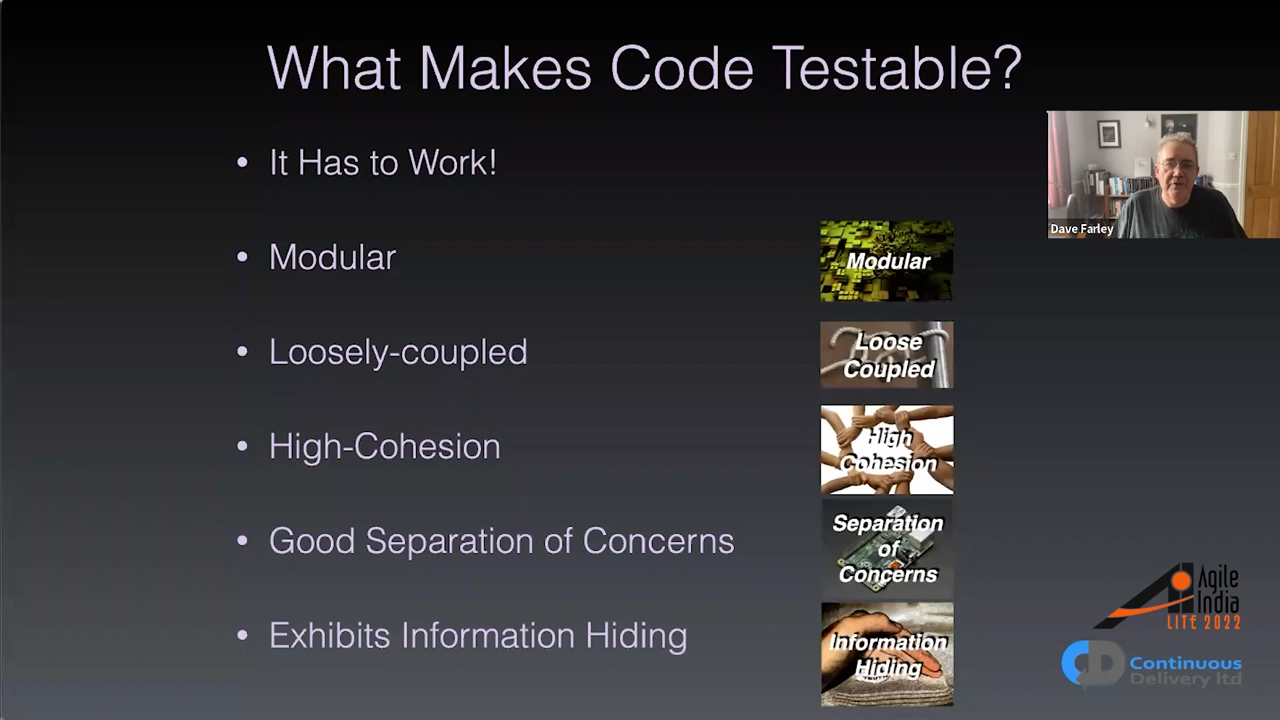 What Makes Code Testable?
• It Has to Work!
• Modular
• Loosely-coupled
• High-Cohesion
• Good Separation of Concerns
• Exhibits Information Hiding
Dave Farley
Modular
Loose
Coupled
High
Cohesion
Separation
of
Concerns
Information
Hiding
Agile
India
LITE 2022
CD Continuous
Delivery ltd